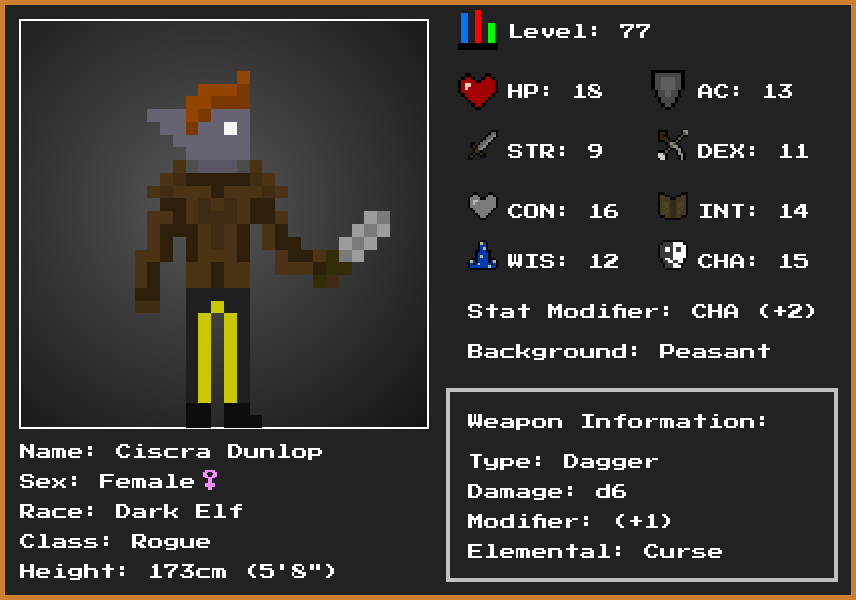 Level: 77
HP: 18 AC: 13
STR: 9 DEX: 11
CON: 16 INT: 14
WIS: 12 CHA: 15
Stat Modifier: CHA (+2)
Background: Peasant
Weapon Information:
Type: Dagger
Damage: d6
Modifier: (+1)
Elemental: Curse
Name: Ciscra Dunlop
Sex: Female♀
Race: Dark Elf
Class: Rogue
Height: 173cm (5'8")